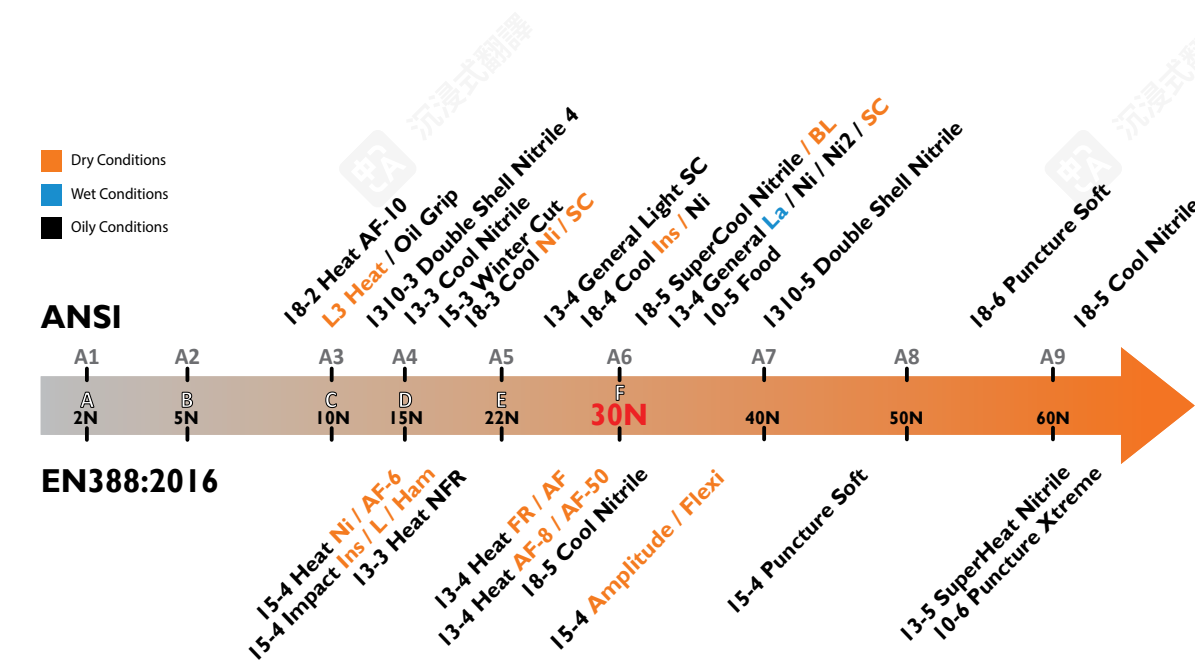 沉浸式翻譯
沉浸式翻譯
Dry Conditions
Wet Conditions
Oily Conditions
18-2 Heat AF-10
L3 Heat / Oil Grip
1310-3 Double Shell Nitrile 4
13-3 Cool Nitrile
15-3 Winter Cut
18-3 Cool Ni / SC
13-4 General Light SC
18-4 Cool Ins / Ni
18-5 SuperCool Nitrile / BL
13-4 General La / Ni / Ni2 / SC
10-5 Food
1310-5 Double Shell Nitrile
18-6 Puncture Soft
18-5 Cool Nitrile
ANSI
A1 A2 A3 A4 A5 A6 A7 A8 A9
A B C D E F
2N 5N 10N 15N 22N 30N 40N 50N 60N
EN388:2016
15-4 Heat Ni / AF-6
15-4 Impact Ins / L / Ham
13-3 Heat NFR
13-4 Heat FR / AF
13-4 Heat AF-8 / AF-50
18-5 Cool Nitrile
15-4 Amplitude / Flexi
15-4 Puncture Soft
13-5 SuperHeat Nitrile
10-6 Puncture Xtreme